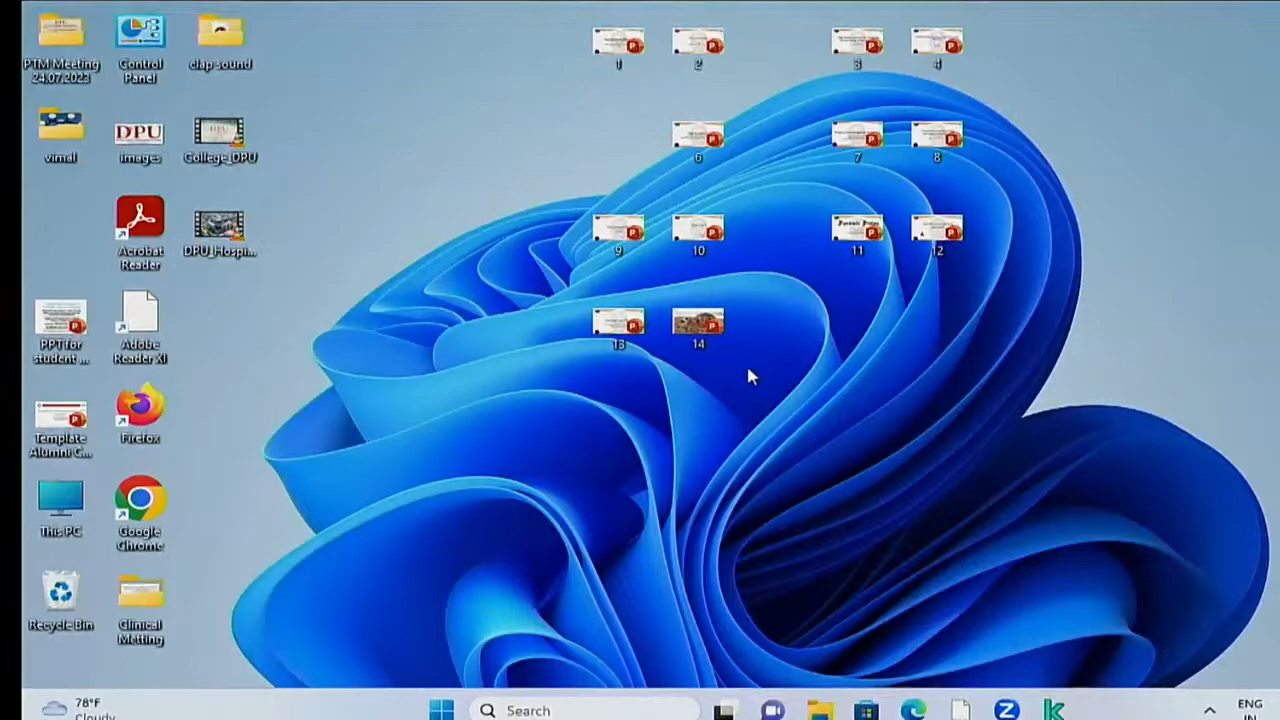 PTM Meeting
24.07.2023
Control
Panel
clap-sound
1
2
3
4
vimal
DPU
images
College_DPU
6
7
8
Acrobat
Reader
DPU_Hospi...
9
10
11
12
PPT for
student ...
Adobe
Reader XI
13
14
Template
Alumni C...
Firefox
This PC
Google
Chrome
Recycle Bin
Clinical
Metting
78°F
Cloudy
Search
ENG
IN